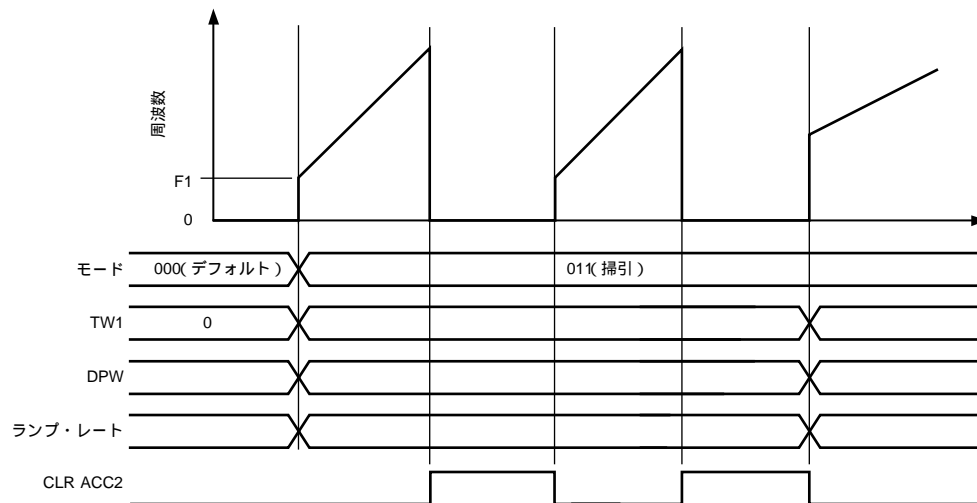 周波数
F1
0
モード 000(デフォルト) 011(掃引)
TW1 0
DPW
ランプ・レート
CLR ACC2